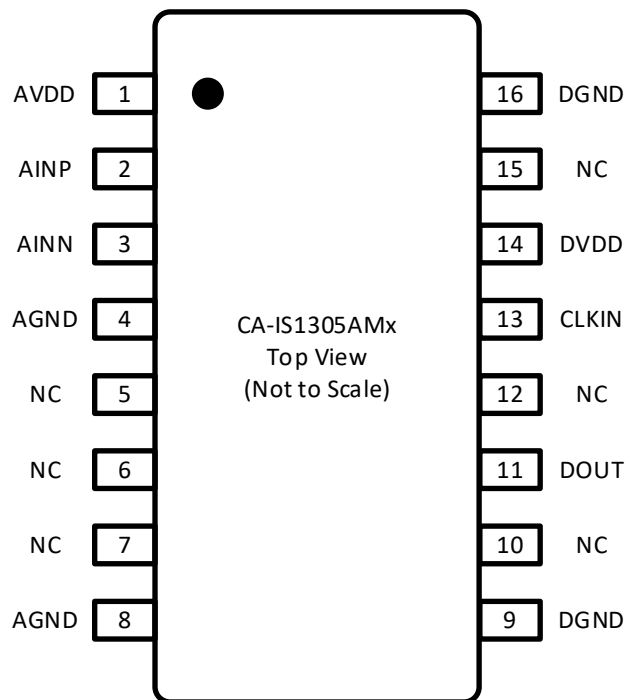 AVDD 1 16 DGND
AINP 2 15 NC
AINN 3 14 DVDD
AGND 4 13 CLKIN
CA-IS1305AMx
Top View
(Not to Scale)
NC 5 12 NC
NC 6 11 DOUT
NC 7 10 NC
AGND 8 9 DGND